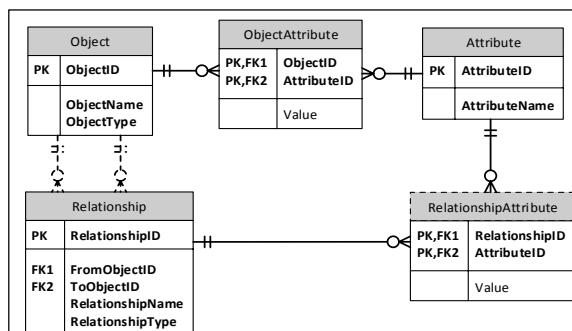 Object
PK ObjectID
ObjectName
ObjectType
ObjectAttribute
PK,FK1 ObjectID
PK,FK2 AttributeID
Value
Attribute
PK AttributeID
AttributeName
Relationship
PK RelationshipID
FK1 FromObjectID
FK2 ToObjectID
RelationshipName
RelationshipType
RelationshipAttribute
PK,FK1 RelationshipID
PK,FK2 AttributeID
Value